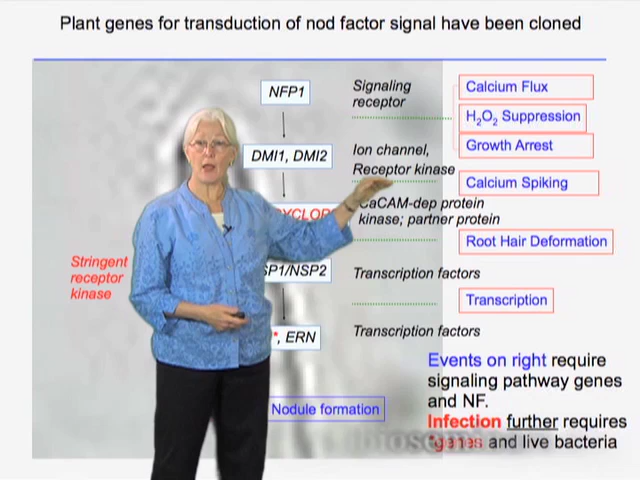 Plant genes for transduction of nod factor signal have been cloned
NFP1
Signaling
receptor
Calcium Flux
H2O2 Suppression
Growth Arrest
DMI1, DMI2
Ion channel,
Receptor kinase
Calcium Spiking
CaCAM-dep protein
kinase; partner protein
Root Hair Deformation
Stringent
receptor
kinase
SP1/NSP2
Transcription factors
Transcription
, ERN
Transcription factors
Events on right require
signaling pathway genes
and NF.
Infection further requires
*genes and live bacteria
Nodule formation